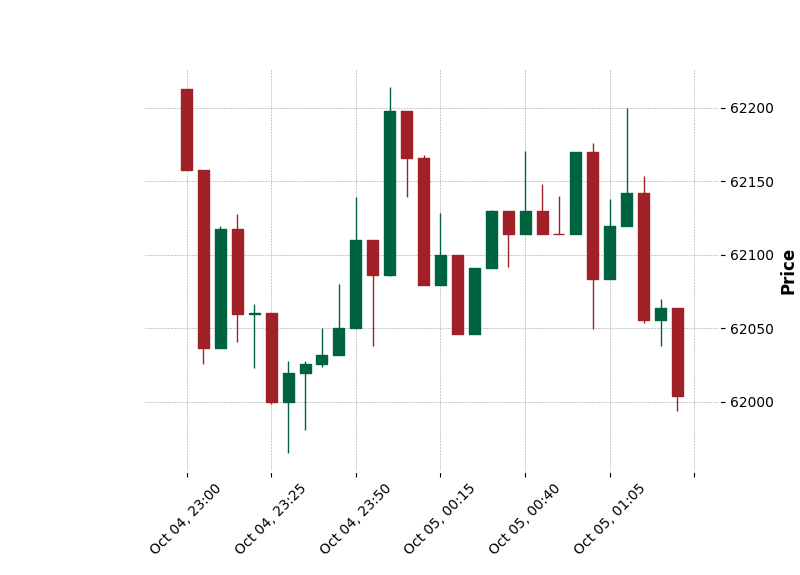 62200
62150
62100
62050
62000
Price
Oct 04, 23:00
Oct 04, 23:25
Oct 04, 23:50
Oct 05, 00:15
Oct 05, 00:40
Oct 05, 01:05